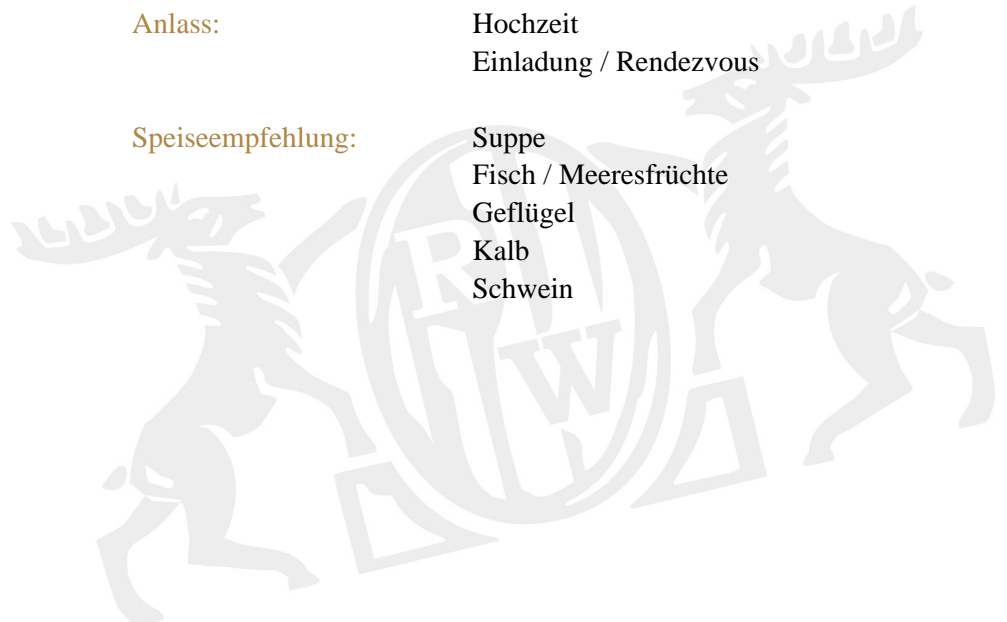 Anlass: Hochzeit
Einladung / Rendezvous
Speiseempfehlung: Suppe
Fisch / Meeresfrüchte
Geflügel
Kalb
Schwein
R
W